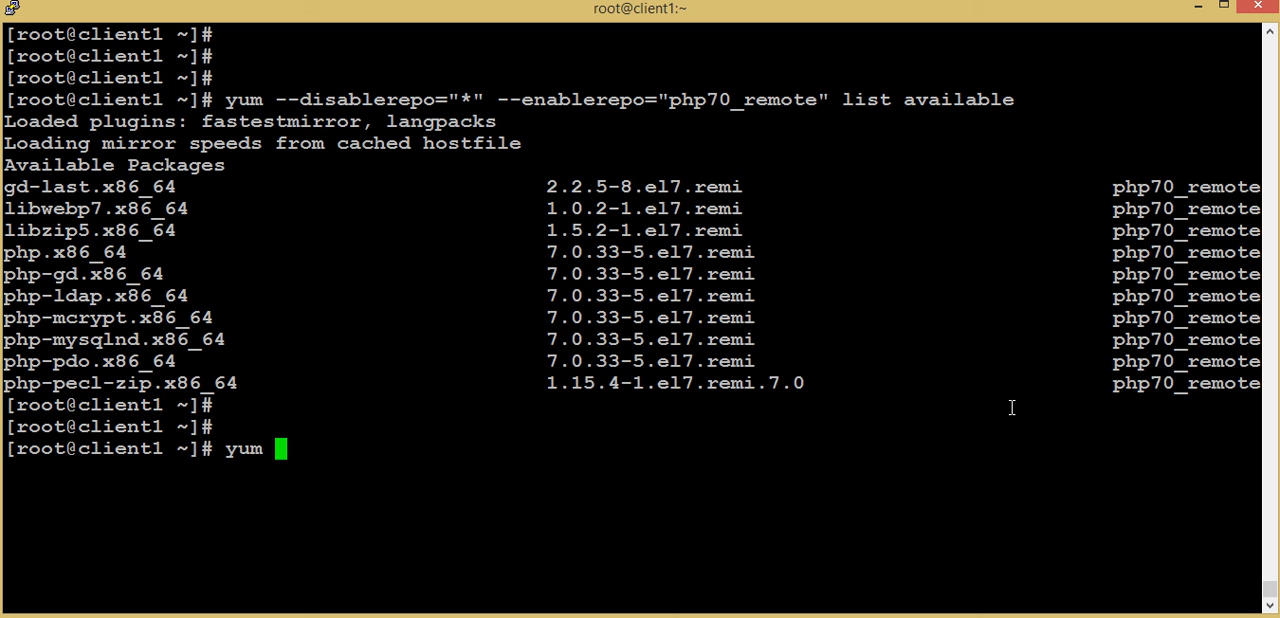 root@client1:~
[root@client1 ~]#
[root@client1 ~]#
[root@client1 ~]#
[root@client1 ~]# yum --disablerepo="*" --enablerepo="php70_remote" list available
Loaded plugins: fastestmirror, langpacks
Loading mirror speeds from cached hostfile
Available Packages
gd-last.x86_64 2.2.5-8.el7.remi php70_remote
libwebp7.x86_64 1.0.2-1.el7.remi php70_remote
libzip5.x86_64 1.5.2-1.el7.remi php70_remote
php.x86_64 7.0.33-5.el7.remi php70_remote
php-gd.x86_64 7.0.33-5.el7.remi php70_remote
php-ldap.x86_64 7.0.33-5.el7.remi php70_remote
php-mcrypt.x86_64 7.0.33-5.el7.remi php70_remote
php-mysqlnd.x86_64 7.0.33-5.el7.remi php70_remote
php-pdo.x86_64 7.0.33-5.el7.remi php70_remote
php-pecl-zip.x86_64 1.15.4-1.el7.remi.7.0 php70_remote
[root@client1 ~]#
[root@client1 ~]#
[root@client1 ~]# yum